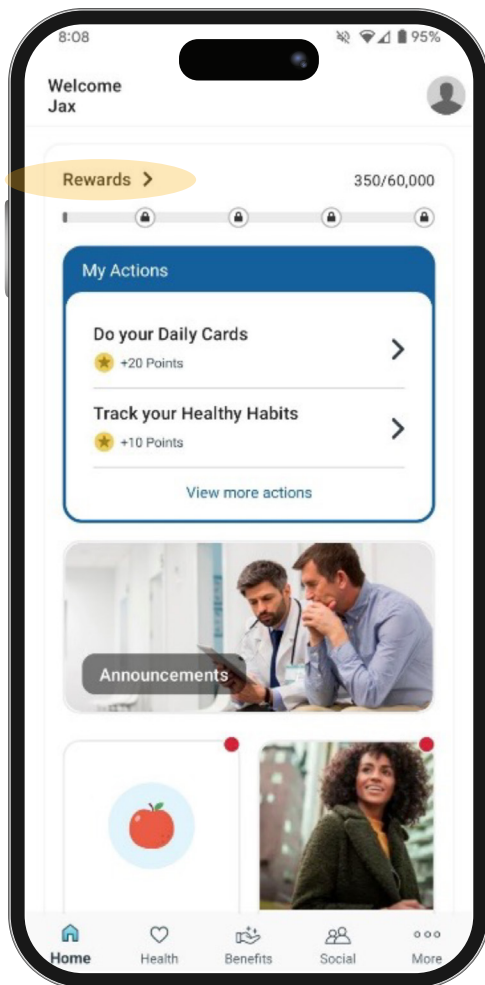 8:08
95%
Welcome
Jax
Rewards
350/60,000
My Actions
Do your Daily Cards
+20 Points
Track your Healthy Habits
+10 Points
View more actions
Announcements
Home Health Benefits Social More